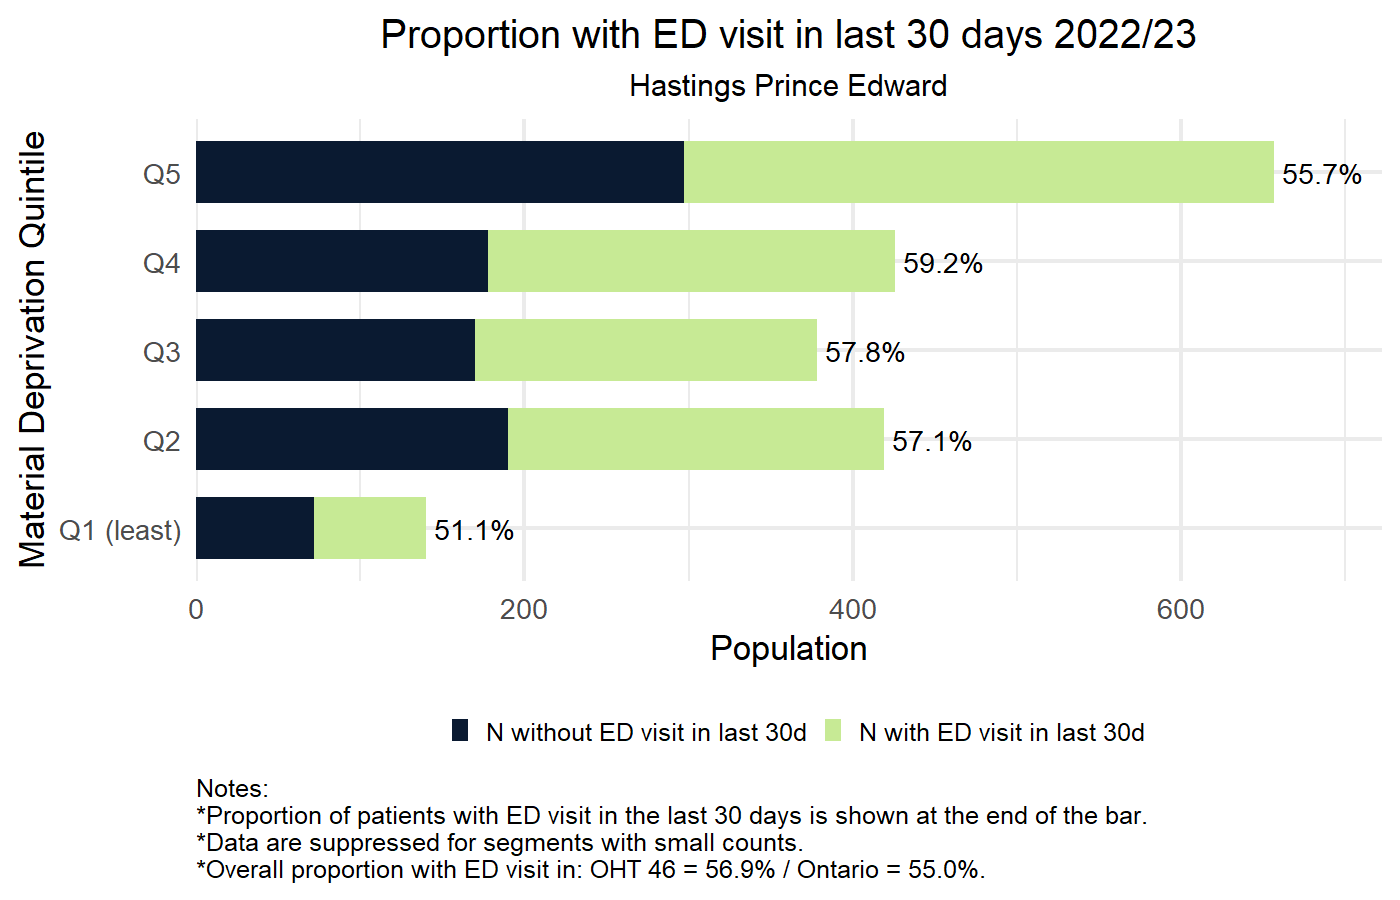 Proportion with ED visit in last 30 days 2022/23
Hastings Prince Edward
Material Deprivation Quintile
Q5
55.7%
Q4
59.2%
Q3
57.8%
Q2
57.1%
Q1 (least)
51.1%
0 200 400 600
Population
N without ED visit in last 30d N with ED visit in last 30d
Notes:
*Proportion of patients with ED visit in the last 30 days is shown at the end of the bar.
*Data are suppressed for segments with small counts.
*Overall proportion with ED visit in: OHT 46 = 56.9% / Ontario = 55.0%.